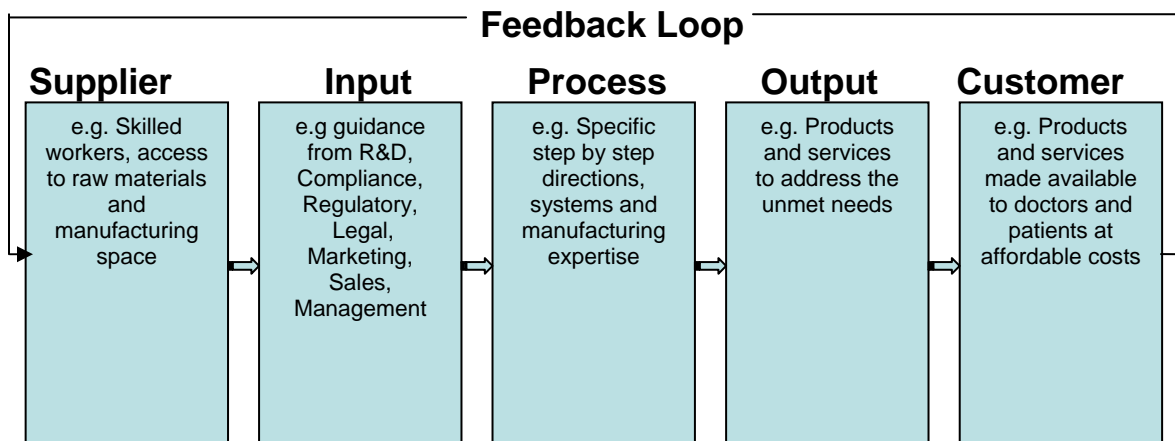 Feedback Loop
Supplier
e.g. Skilled
workers, access
to raw materials
and
manufacturing
space
Input
e.g guidance
from R&D,
Compliance,
Regulatory,
Legal,
Marketing,
Sales,
Management
Process
e.g. Specific
step by step
directions,
systems and
manufacturing
expertise
Output
e.g. Products
and services
to address the
unmet needs
Customer
e.g. Products
and services
made available
to doctors and
patients at
affordable costs